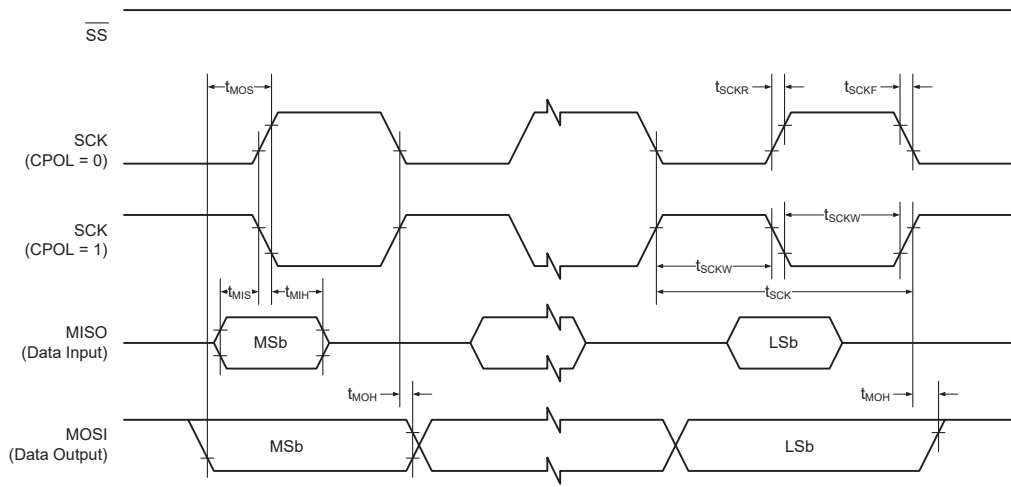 SS
tMOS
tSCKR
tSCKF
SCK
(CPOL = 0)
SCK
(CPOL = 1)
tSCKW
tSCKW
tMIS
tMIH
tSCK
MISO
(Data Input)
MSb
LSb
tMOH
tMOH
MOSI
(Data Output)
MSb
LSb